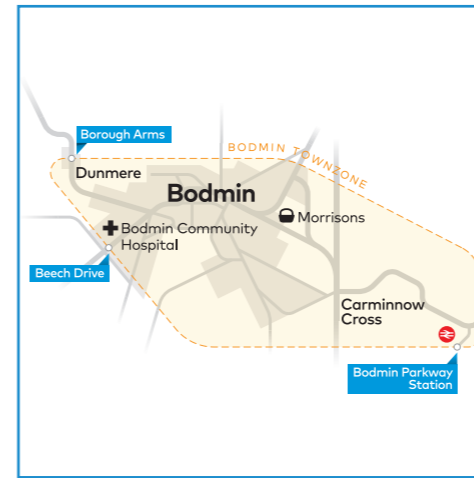 Borough Arms
BODMIN TOWNZONE
Dunmere
Bodmin
Morrisons
Bodmin Community
Hospital
Beech Drive
Carminnow
Cross
Bodmin Parkway
Station